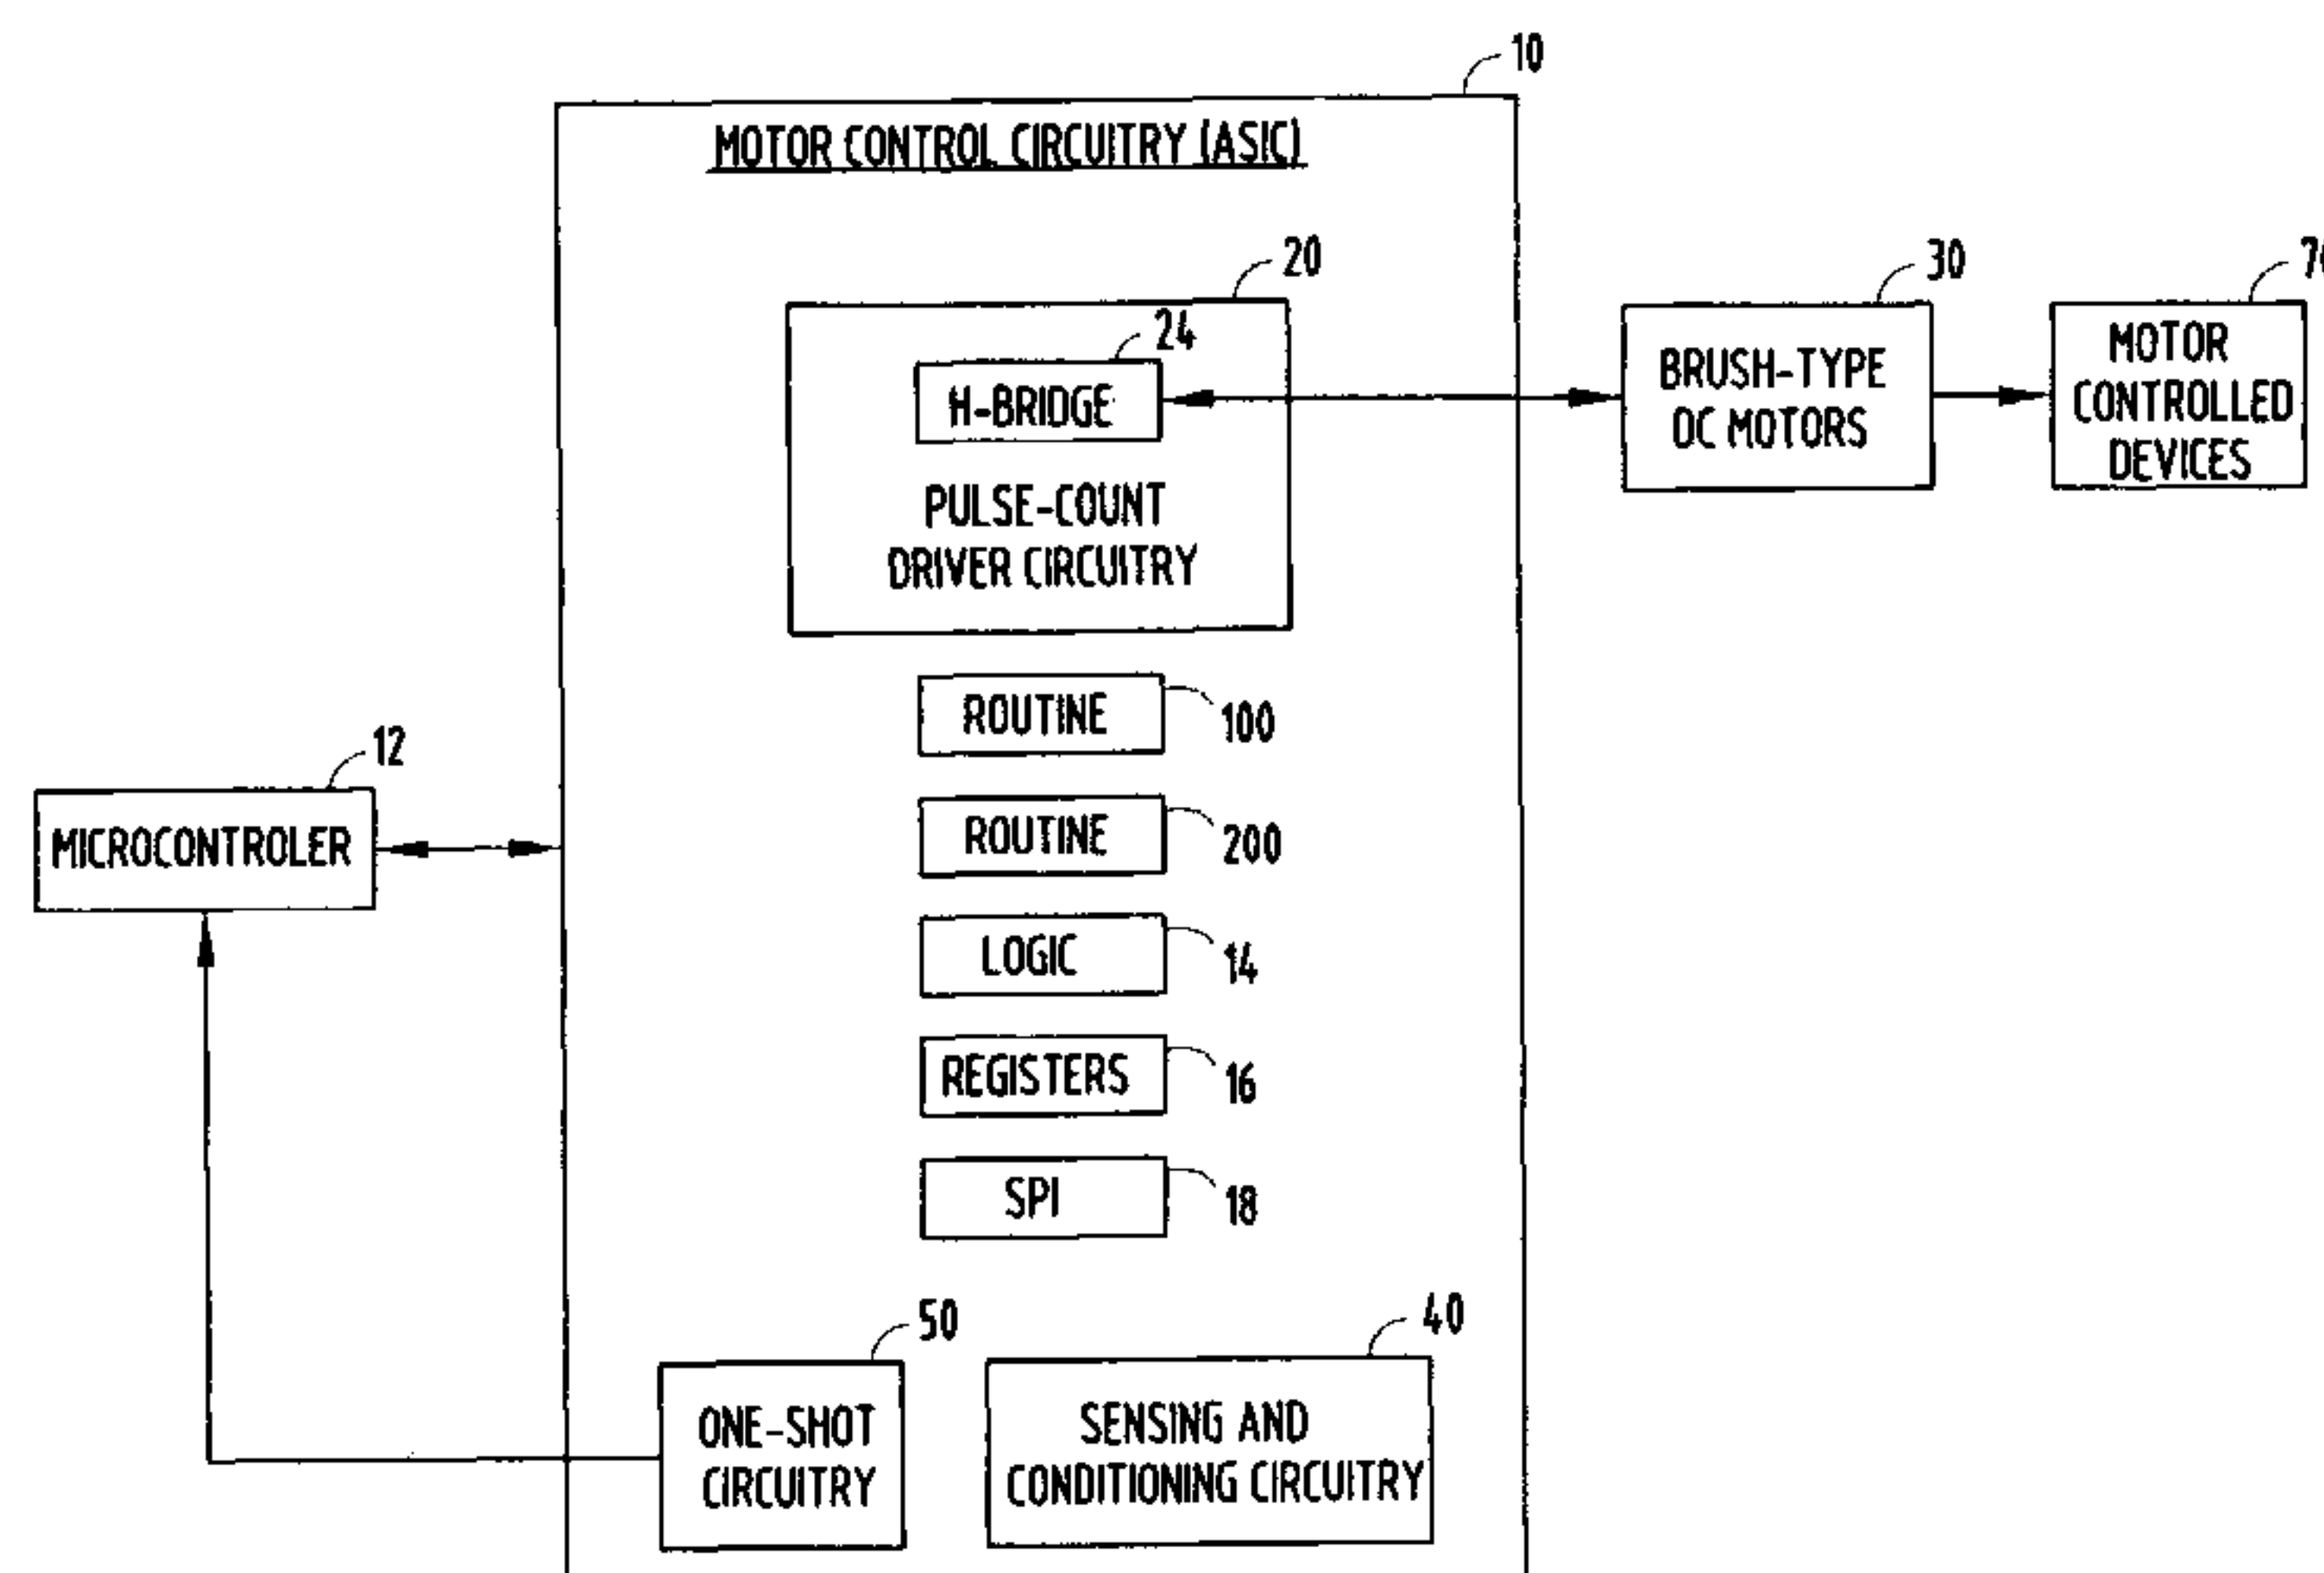 10
MOTOR CONTROL CIRCUITRY (ASIC)
20
24
H-BRIDGE
PULSE-COUNT
DRIVER CIRCUITRY
30
BRUSH-TYPE
DC MOTORS
MOTOR
CONTROLLED
DEVICES
ROUTINE
100
12
MICROCONTROLER
ROUTINE
200
LOGIC
14
REGISTERS
16
SPI
18
50
ONE-SHOT
CIRCUITRY
40
SENSING AND
CONDITIONING CIRCUITRY